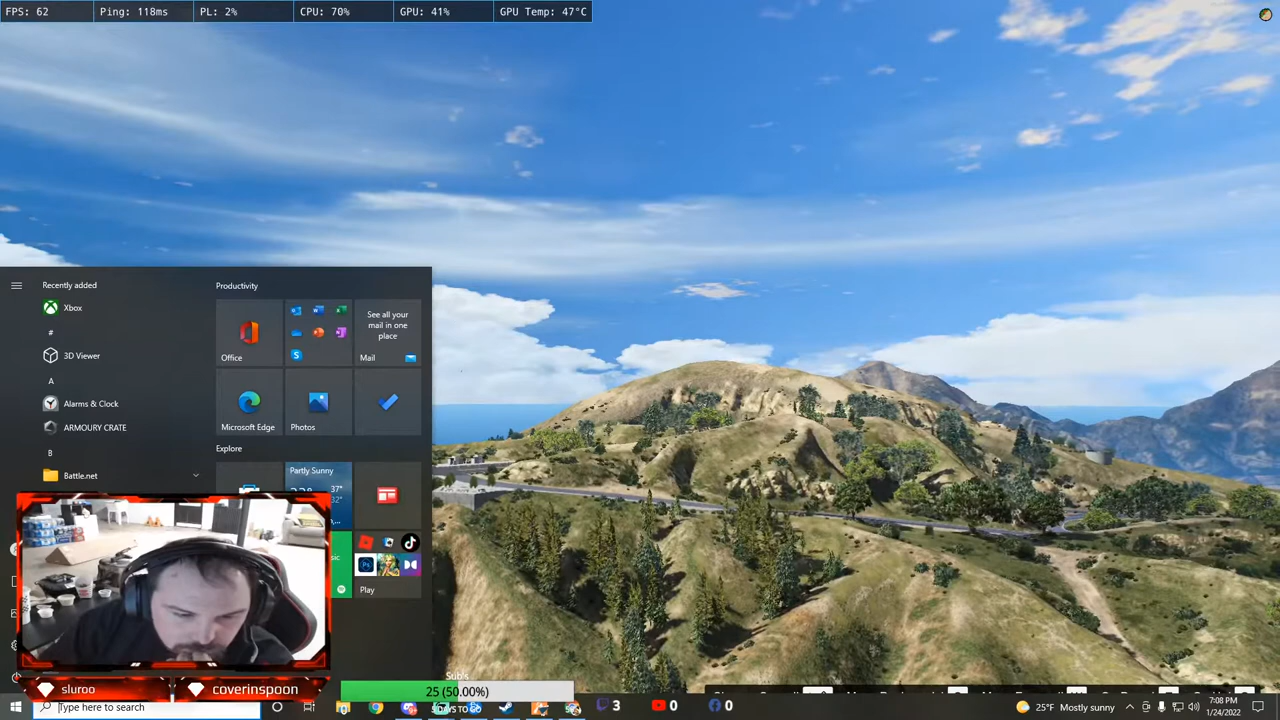 FPS: 62
Ping: 118ms
PL: 2%
CPU: 70%
GPU: 41%
GPU Temp: 47°C
Recently added
Xbox
#
3D Viewer
A
Alarms & Clock
ARMOURY CRATE
B
Battle.net
Productivity
Office
See all your
mail in one
place
Mail
Microsoft Edge
Photos
Explore
Partly Sunny
37°
32°
Play
Sub's
25 (50.00%)
sluroo
coverinspoon
Type here to search
3
0
0
25°F Mostly sunny
7:08 PM
1/24/2022